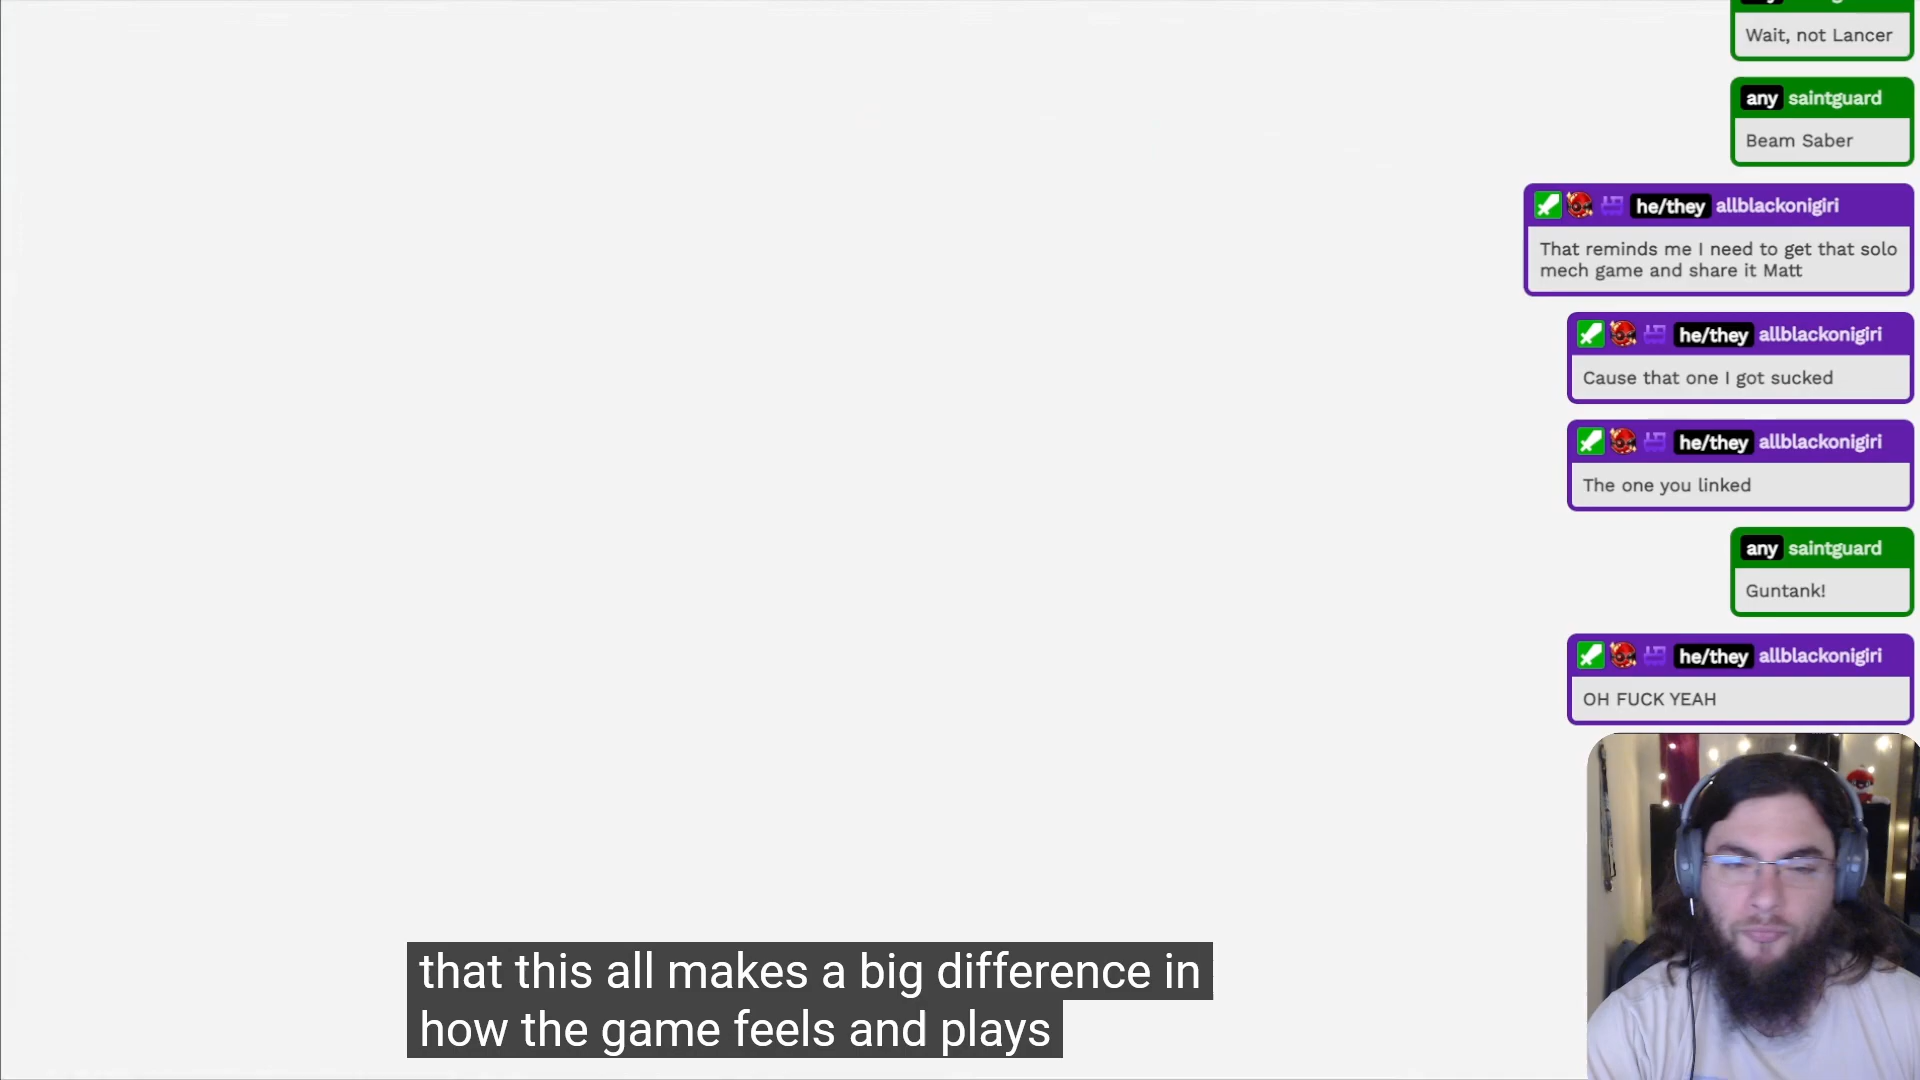 Wait, not Lancer
any saintguard
Beam Saber
he/they allblackonigiri
That reminds me I need to get that solo
mech game and share it Matt
he/they allblackonigiri
Cause that one I got sucked
he/they allblackonigiri
The one you linked
any saintguard
Guntank!
he/they allblackonigiri
OH FUCK YEAH
that this all makes a big difference in
how the game feels and plays